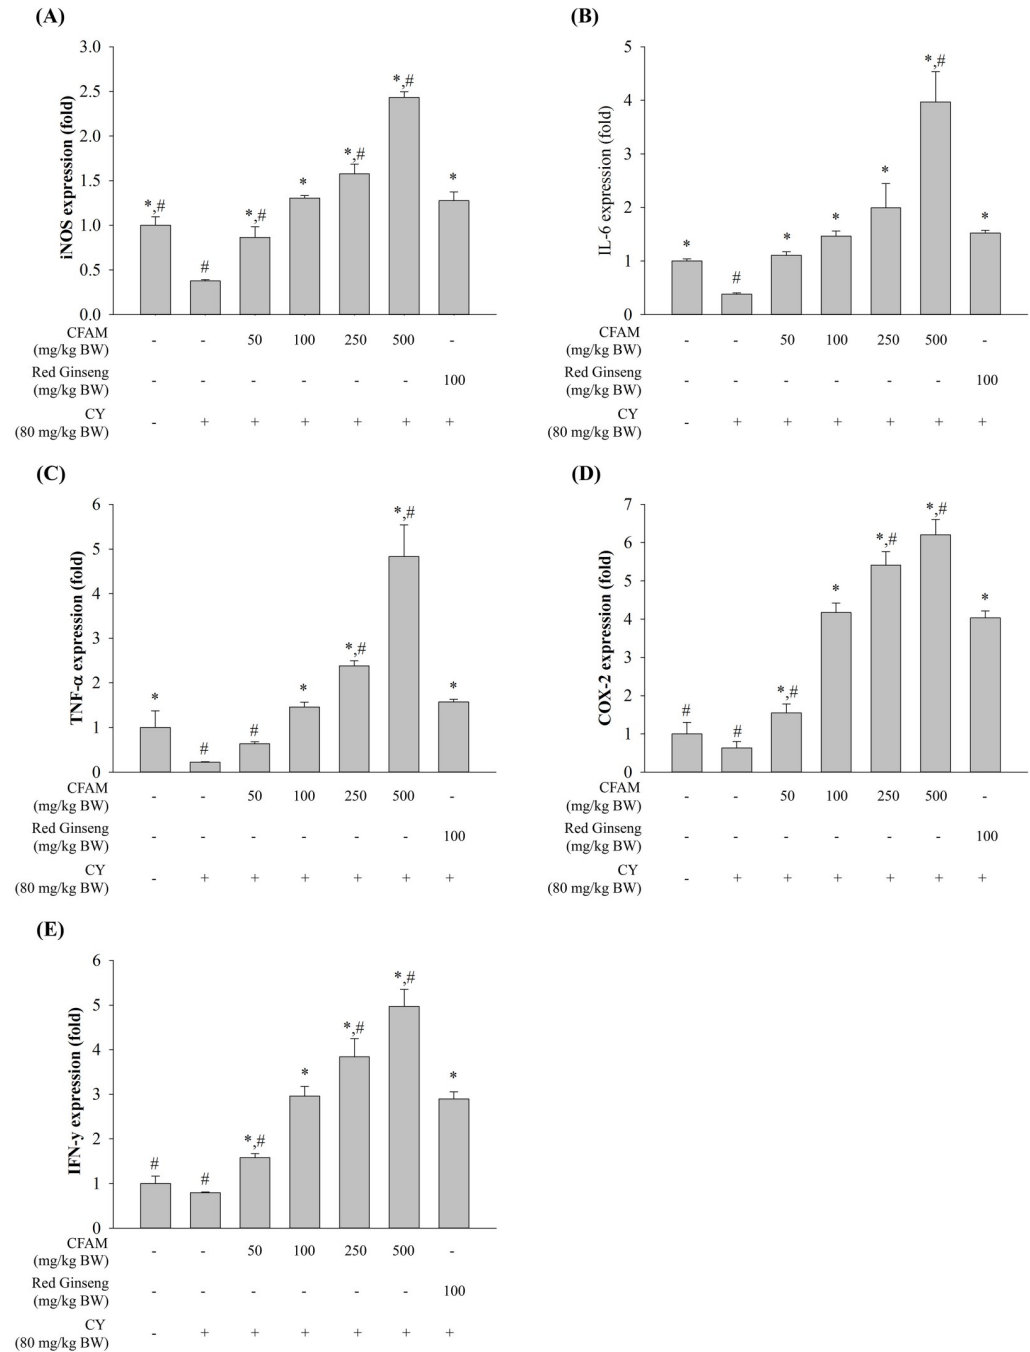 (A)
3.0
2.5
2.0
1.5
1.0
0.5
0.0
iNOS expression (fold)
*,# # *,# * *,# *,# *
CFAM (mg/kg BW) - - 50 100 250 500 -
Red Ginseng (mg/kg BW) - - - - - - 100
CY (80 mg/kg BW) - + + + + + +
(B)
5
4
3
2
1
0
IL-6 expression (fold)
* # * * * *,# *
CFAM (mg/kg BW) - - 50 100 250 500 -
Red Ginseng (mg/kg BW) - - - - - - 100
CY (80 mg/kg BW) - + + + + + +
(C)
6
5
4
3
2
1
0
TNF-α expression (fold)
* # # * *,# *,# *
CFAM (mg/kg BW) - - 50 100 250 500 -
Red Ginseng (mg/kg BW) - - - - - - 100
CY (80 mg/kg BW) - + + + + + +
(D)
7
6
5
4
3
2
1
0
COX-2 expression (fold)
# # *,# * *,# *,# *
CFAM (mg/kg BW) - - 50 100 250 500 -
Red Ginseng (mg/kg BW) - - - - - - 100
CY (80 mg/kg BW) - + + + + + +
(E)
6
5
4
3
2
1
0
IFN-y expression (fold)
# # *,# * *,# *,# *
CFAM (mg/kg BW) - - 50 100 250 500 -
Red Ginseng (mg/kg BW) - - - - - - 100
CY (80 mg/kg BW) - + + + + + +